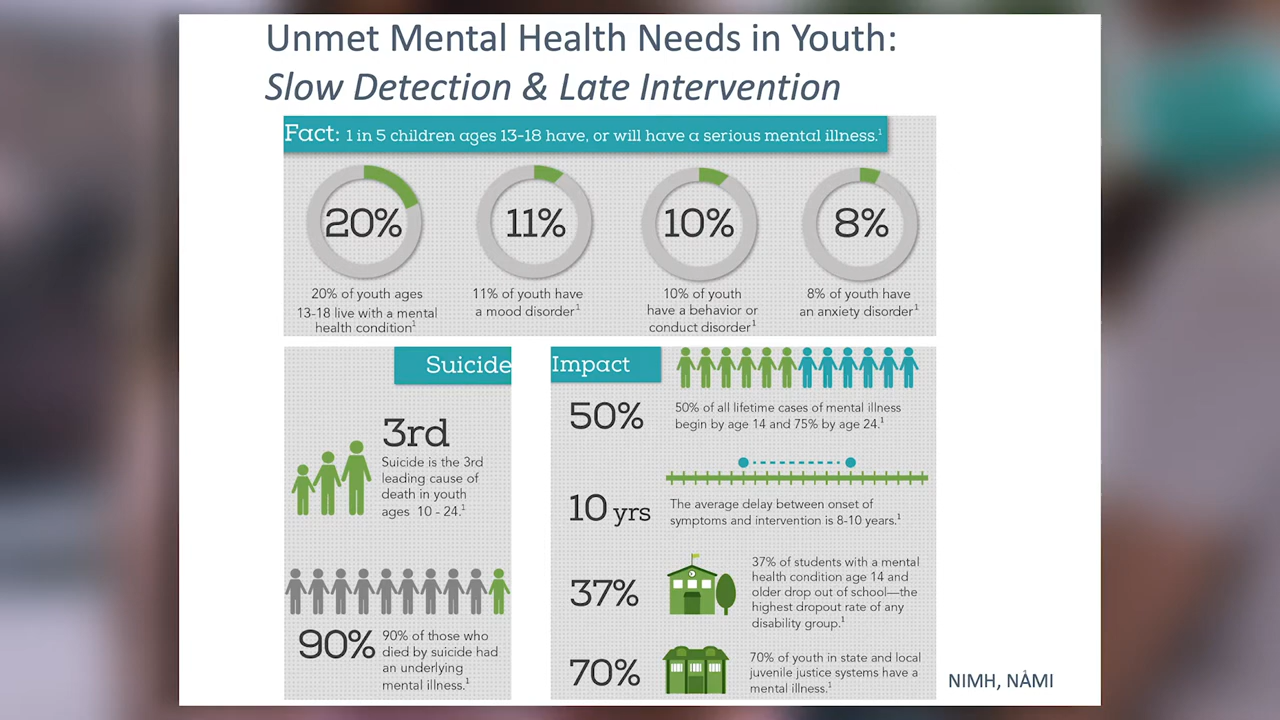 Unmet Mental Health Needs in Youth:
Slow Detection & Late Intervention
Fact: 1 in 5 children ages 13-18 have, or will have a serious mental illness.¹
20%
20% of youth ages
13-18 live with a mental
health condition¹
11%
11% of youth have
a mood disorder¹
10%
10% of youth
have a behavior or
conduct disorder¹
8%
8% of youth have
an anxiety disorder¹
Suicide
3rd
Suicide is the 3rd
leading cause of
death in youth
ages 10 - 24.¹
90%
90% of those who
died by suicide had
an underlying
mental illness.¹
Impact
50%
50% of all lifetime cases of mental illness
begin by age 14 and 75% by age 24.¹
10 yrs
The average delay between onset of
symptoms and intervention is 8-10 years.¹
37%
37% of students with a mental
health condition age 14 and
older drop out of school—the
highest dropout rate of any
disability group.¹
70%
70% of youth in state and local
juvenile justice systems have a
mental illness.¹
NIMH, NAMI